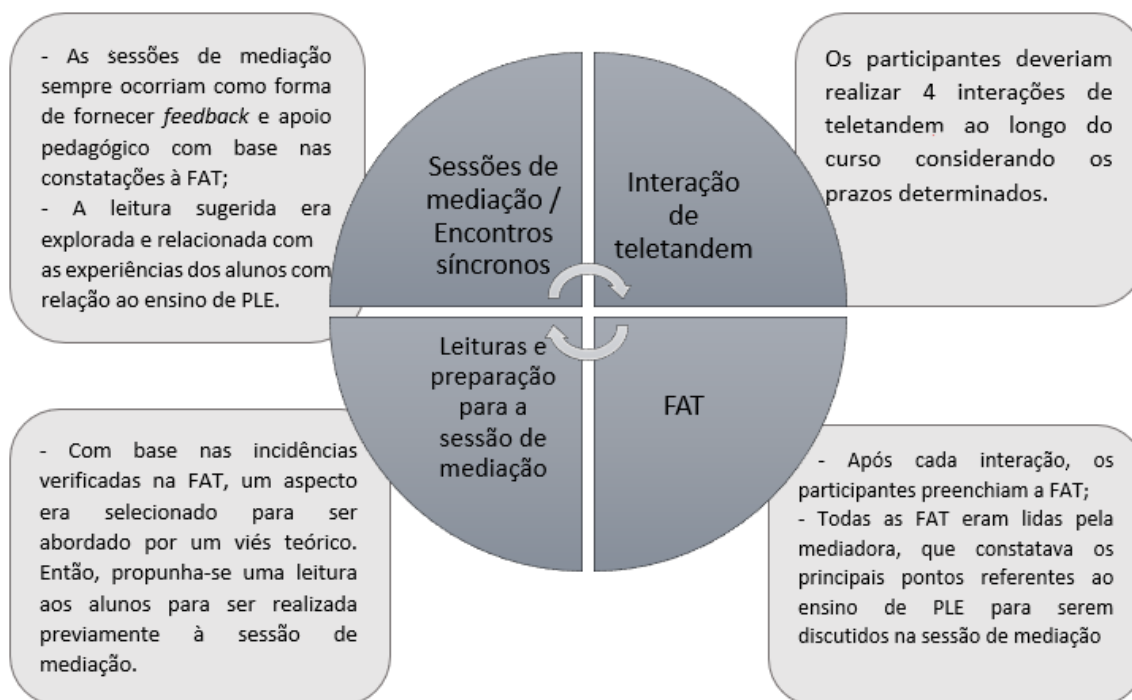 - As sessões de mediação
sempre ocorriam como forma
de fornecer feedback e apoio
pedagógico com base nas
constatações à FAT;
- A leitura sugerida era
explorada e relacionada com
as experiências dos alunos com
relação ao ensino de PLE.
Sessões de
mediação /
Encontros
síncronos
Interação
de
teletandem
Os participantes deveriam
realizar 4 interações de
teletandem ao longo do
curso considerando os
prazos determinados.
- Com base nas incidências
verificadas na FAT, um aspecto
era selecionado para ser
abordado por um viés teórico.
Então, propunha-se uma leitura
aos alunos para ser realizada
previamente à sessão de
mediação.
Leituras e
preparação
para a
sessão de
mediação
FAT
- Após cada interação, os
participantes preenchiam a FAT;
- Todas as FAT eram lidas pela
mediadora, que constatava os
principais pontos referentes ao
ensino de PLE para serem
discutidos na sessão de mediação